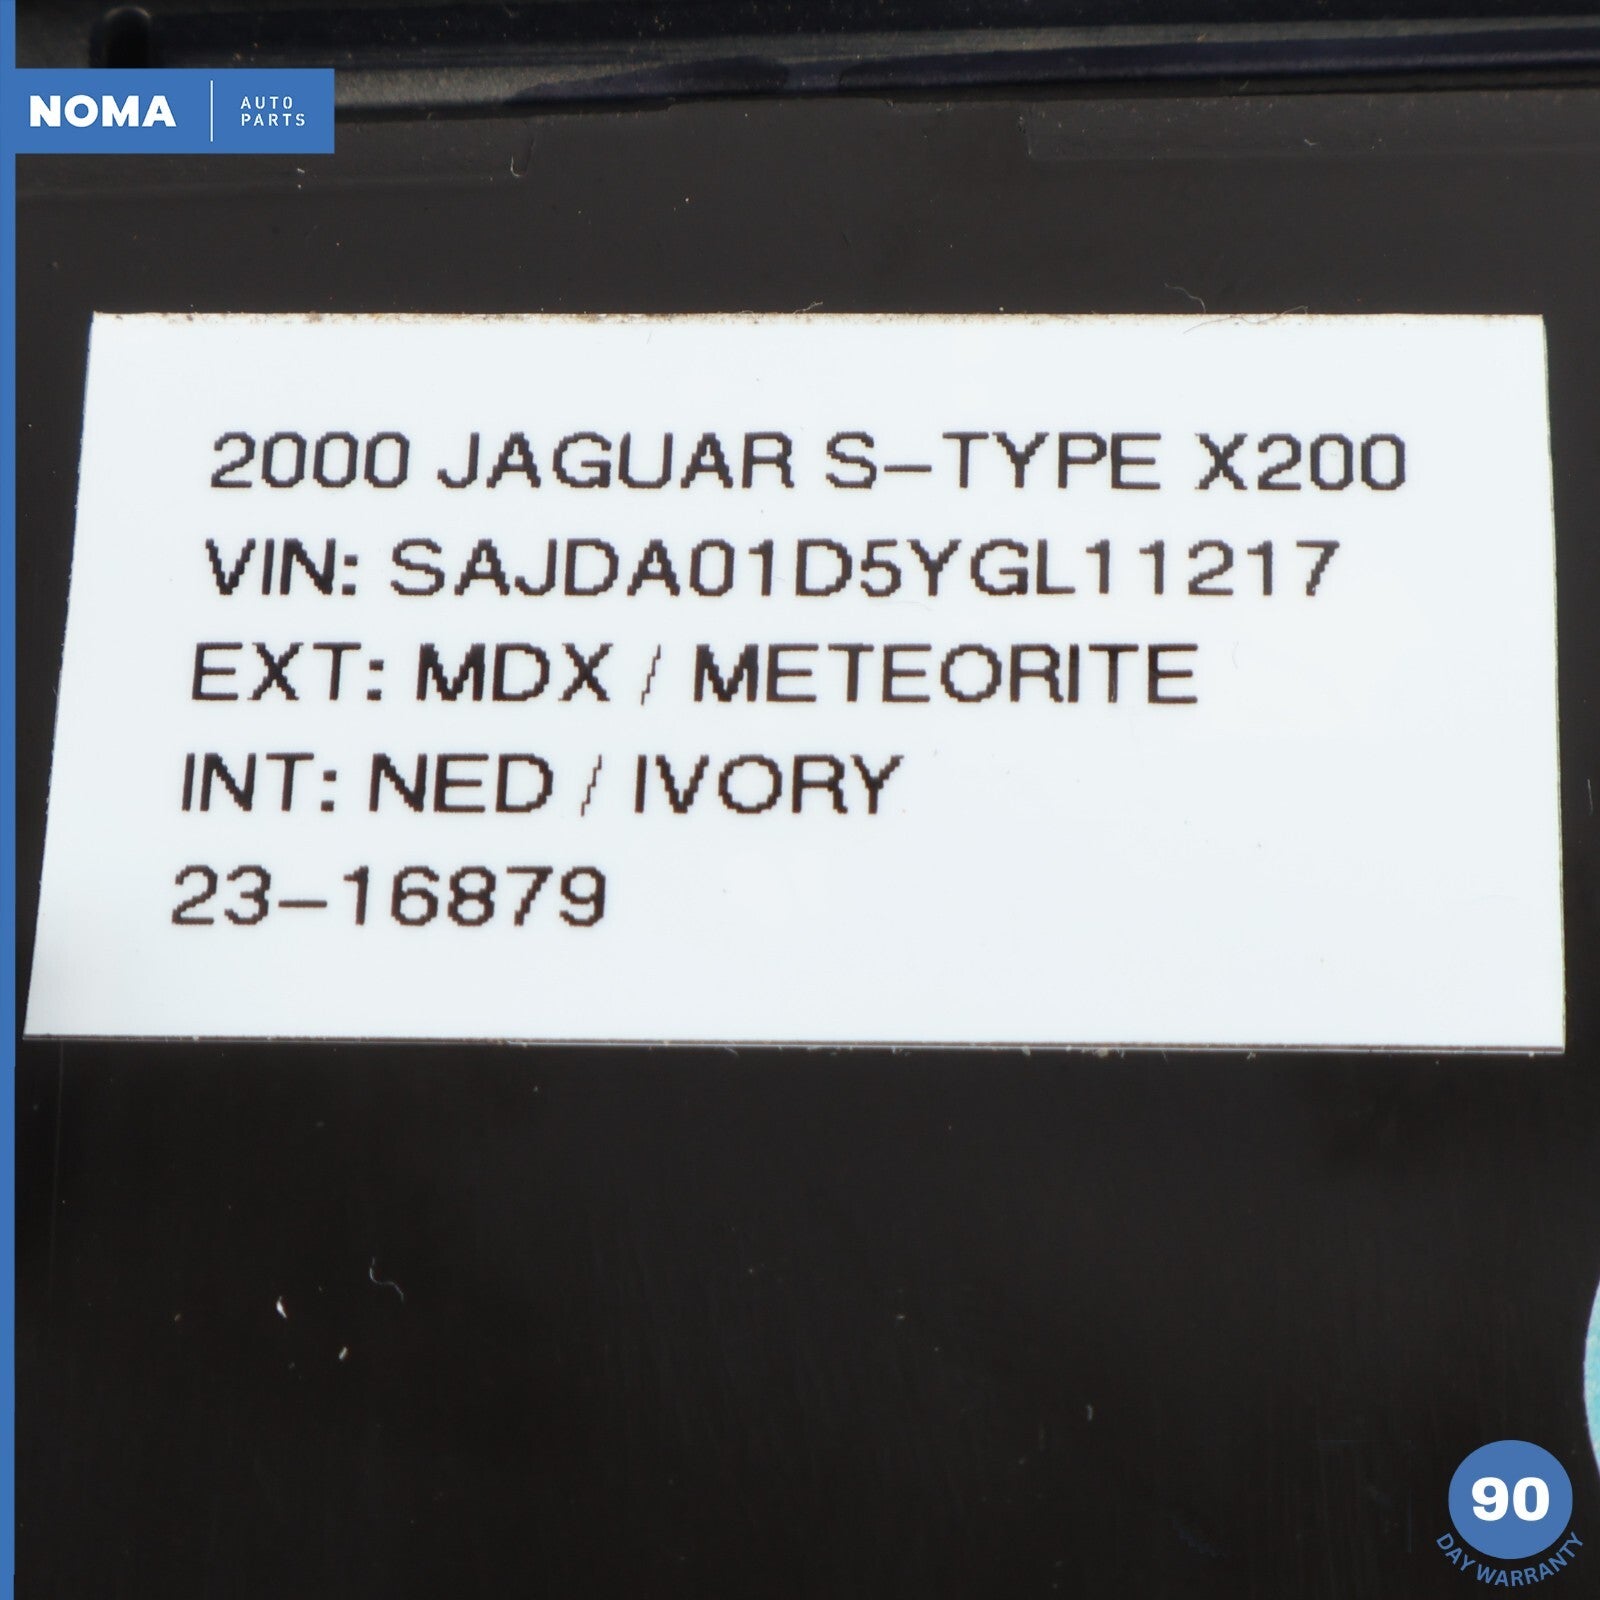 NOMA
AUTO
PARTS
2000 JAGUAR S-TYPE X200
VIN: SAJDA01D5YGL11217
EXT: MDX / METEORITE
INT: NED / IVORY
23-16879
90
DAY WARRANTY